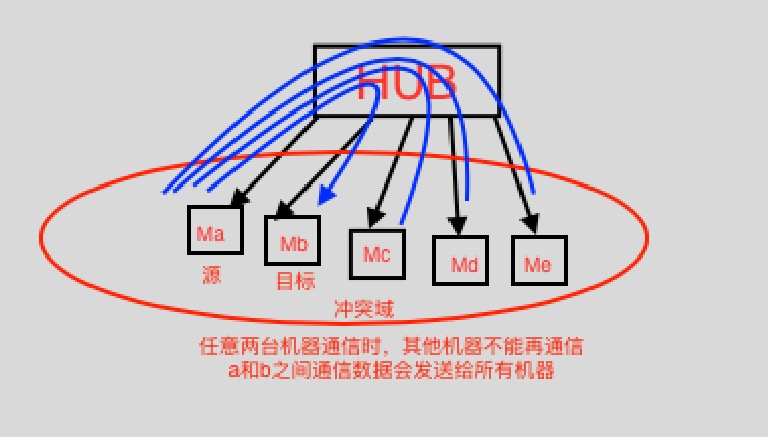 HUB
Ma
Mb
Mc
Md
Me
源
目标
冲突域
任意两台机器通信时，其他机器不能再通信
a和b之间通信数据会发送给所有机器